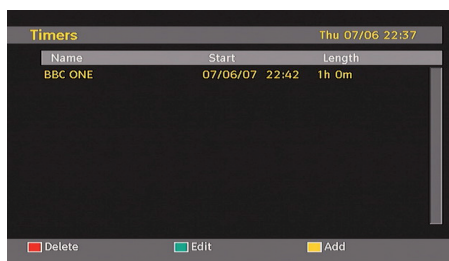 Timers Thu 07/06 22:37
Name Start Length
BBC ONE 07/06/07 22:42 1h 0m
Delete Edit Add